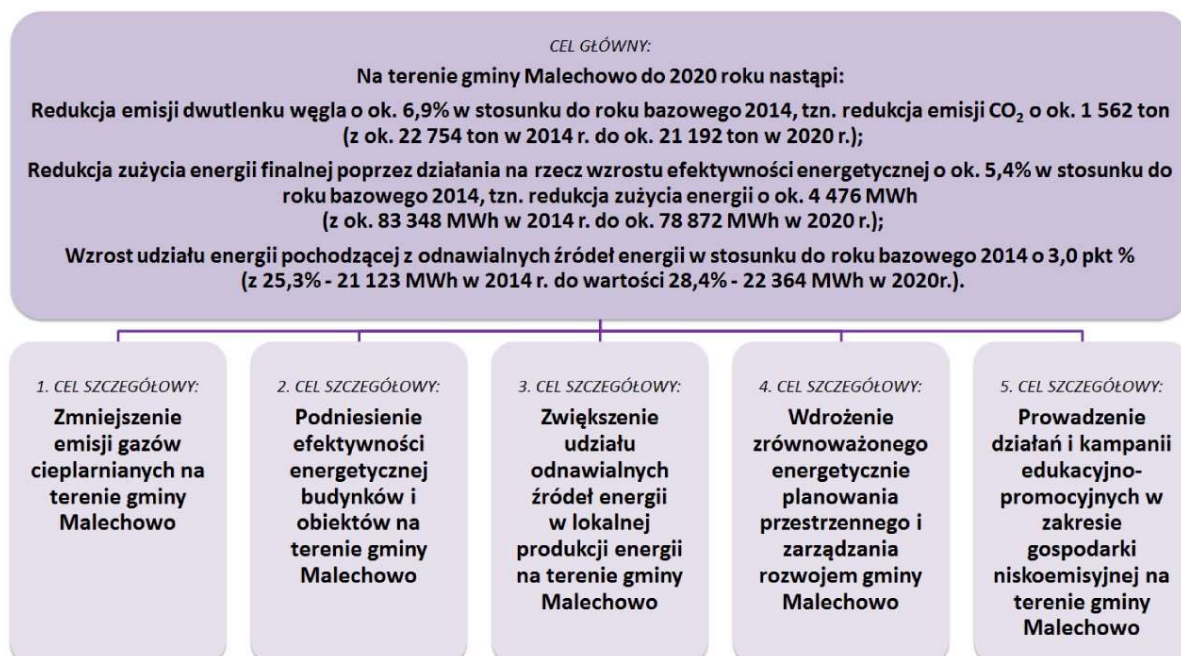 CEL GŁÓWNY:
Na terenie gminy Malechowo do 2020 roku nastąpi:
Redukcja emisji dwutlenku węgla o ok. 6,9% w stosunku do roku bazowego 2014, tzn. redukcja emisji CO₂ o ok. 1 562 ton
(z ok. 22 754 ton w 2014 r. do ok. 21 192 ton w 2020 r.);
Redukcja zużycia energii finalnej poprzez działania na rzecz wzrostu efektywności energetycznej o ok. 5,4% w stosunku do
roku bazowego 2014, tzn. redukcja zużycia energii o ok. 4 476 MWh
(z ok. 83 348 MWh w 2014 r. do ok. 78 872 MWh w 2020 r.);
Wzrost udziału energii pochodzącej z odnawialnych źródeł energii w stosunku do roku bazowego 2014 o 3,0 pkt %
(z 25,3% - 21 123 MWh w 2014 r. do wartości 28,4% - 22 364 MWh w 2020r.).
1. CEL SZCZEGÓŁOWY:
Zmniejszenie
emisji gazów
cieplarnianych na
terenie gminy
Malechowo
2. CEL SZCZEGÓŁOWY:
Podniesienie
efektywności
energetycznej
budynków i
obiektów na
terenie gminy
Malechowo
3. CEL SZCZEGÓŁOWY:
Zwiększenie
udziału
odnawialnych
źródeł energii
w lokalnej
produkcji energii
na terenie gminy
Malechowo
4. CEL SZCZEGÓŁOWY:
Wdrożenie
zrównoważonego
energetycznie
planowania
przestrzennego i
zarządzania
rozwojem gminy
Malechowo
5. CEL SZCZEGÓŁOWY:
Prowadzenie
działań i kampanii
edukacyjno-
promocyjnych w
zakresie
gospodarki
niskoemisyjnej na
terenie gminy
Malechowo